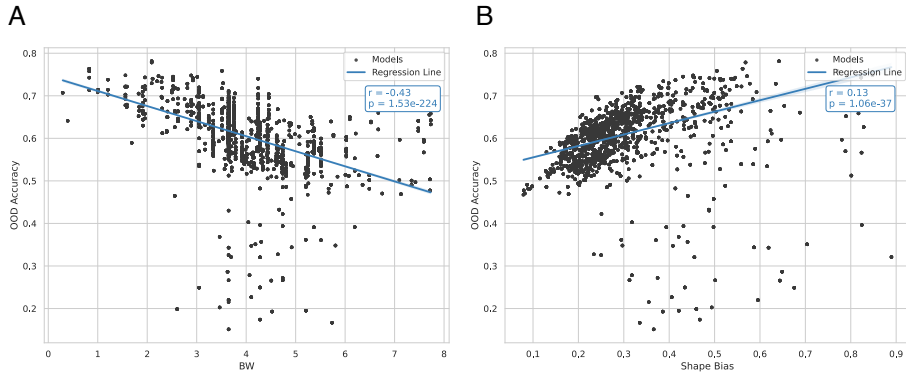 A
B
Models
Regression Line
r = -0.43
p = 1.53e-224
0.8
0.7
0.6
0.5
0.4
0.3
0.2
OOD Accuracy
0
1
2
3
4
5
6
7
8
BW
Models
Regression Line
r = 0.13
p = 1.06e-37
0.8
0.7
0.6
0.5
0.4
0.3
0.2
OOD Accuracy
0,1
0,2
0,3
0,4
0,5
0,6
0,7
0,8
0,9
Shape Bias